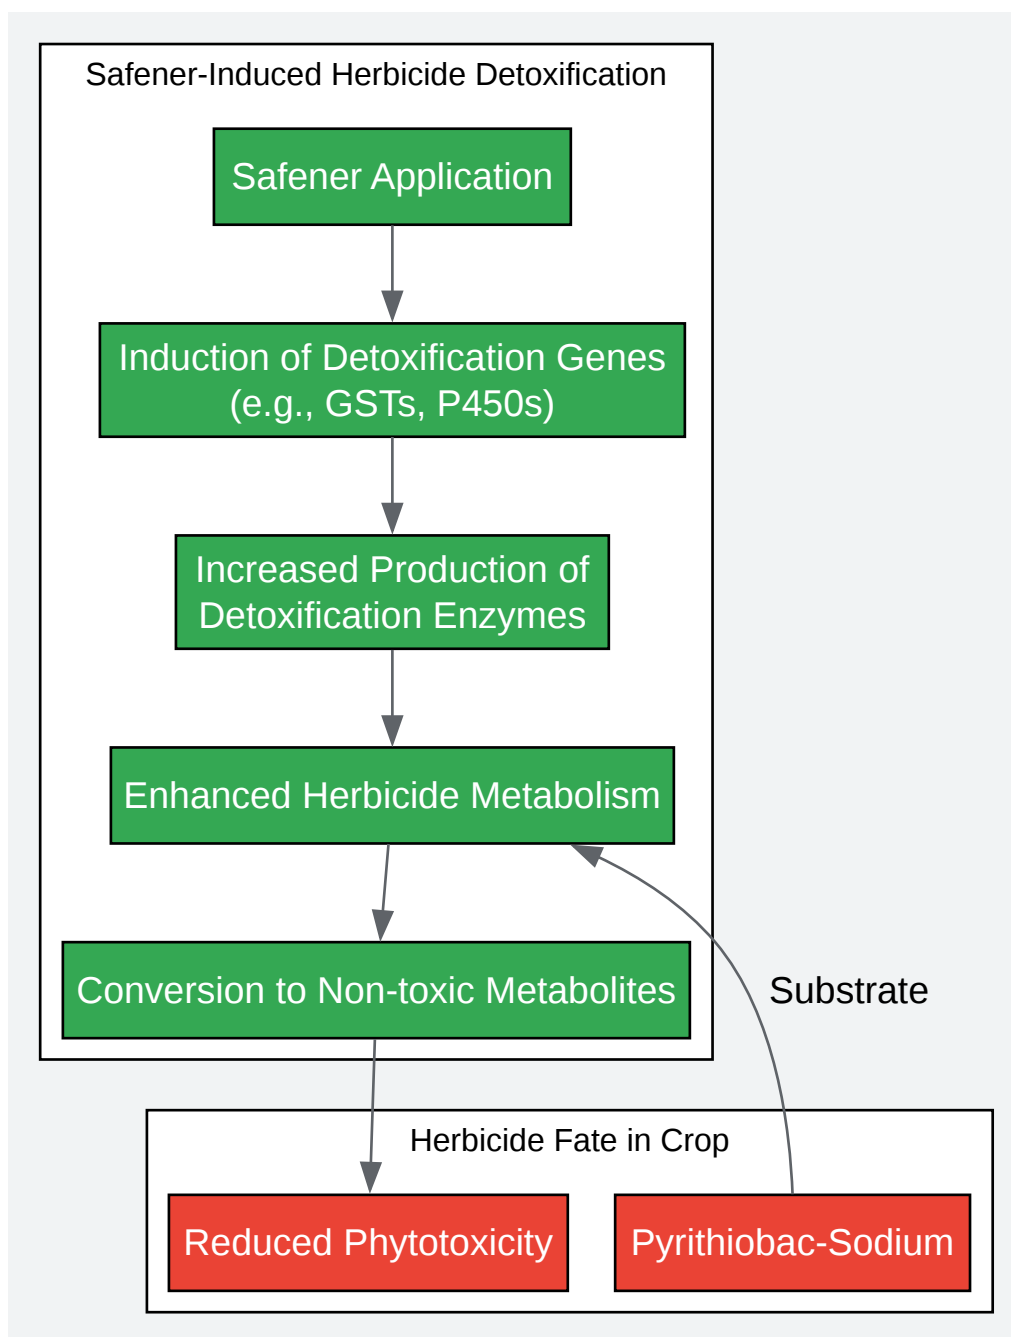 Safener-Induced Herbicide Detoxification
Safener Application
Induction of Detoxification Genes
(e.g., GSTs, P450s)
Increased Production of
Detoxification Enzymes
Enhanced Herbicide Metabolism
Conversion to Non-toxic Metabolites
Substrate
Herbicide Fate in Crop
Reduced Phytotoxicity
Pyrithiobac-Sodium